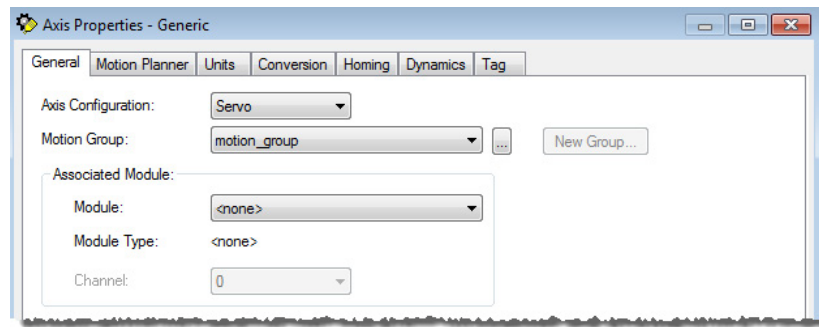 Axis Properties - Generic
General Motion Planner Units Conversion Homing Dynamics Tag
Axis Configuration: Servo
Motion Group: motion_group ... New Group...
Associated Module:
Module: <none>
Module Type: <none>
Channel: 0